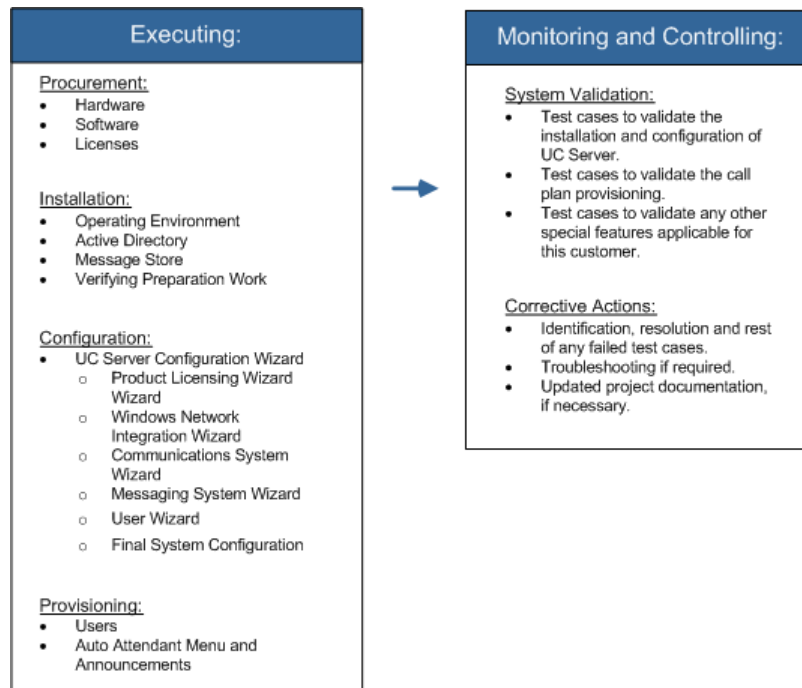 Executing:
Procurement:
• Hardware
• Software
• Licenses
Installation:
• Operating Environment
• Active Directory
• Message Store
• Verifying Preparation Work
Configuration:
• UC Server Configuration Wizard
o Product Licensing Wizard
Wizard
o Windows Network
Integration Wizard
o Communications System
Wizard
o Messaging System Wizard
o User Wizard
o Final System Configuration
Provisioning:
• Users
• Auto Attendant Menu and
Announcements
Monitoring and Controlling:
System Validation:
• Test cases to validate the
installation and configuration of
UC Server.
• Test cases to validate the call
plan provisioning.
• Test cases to validate any other
special features applicable for
this customer.
Corrective Actions:
• Identification, resolution and rest
of any failed test cases.
• Troubleshooting if required.
• Updated project documentation,
if necessary.